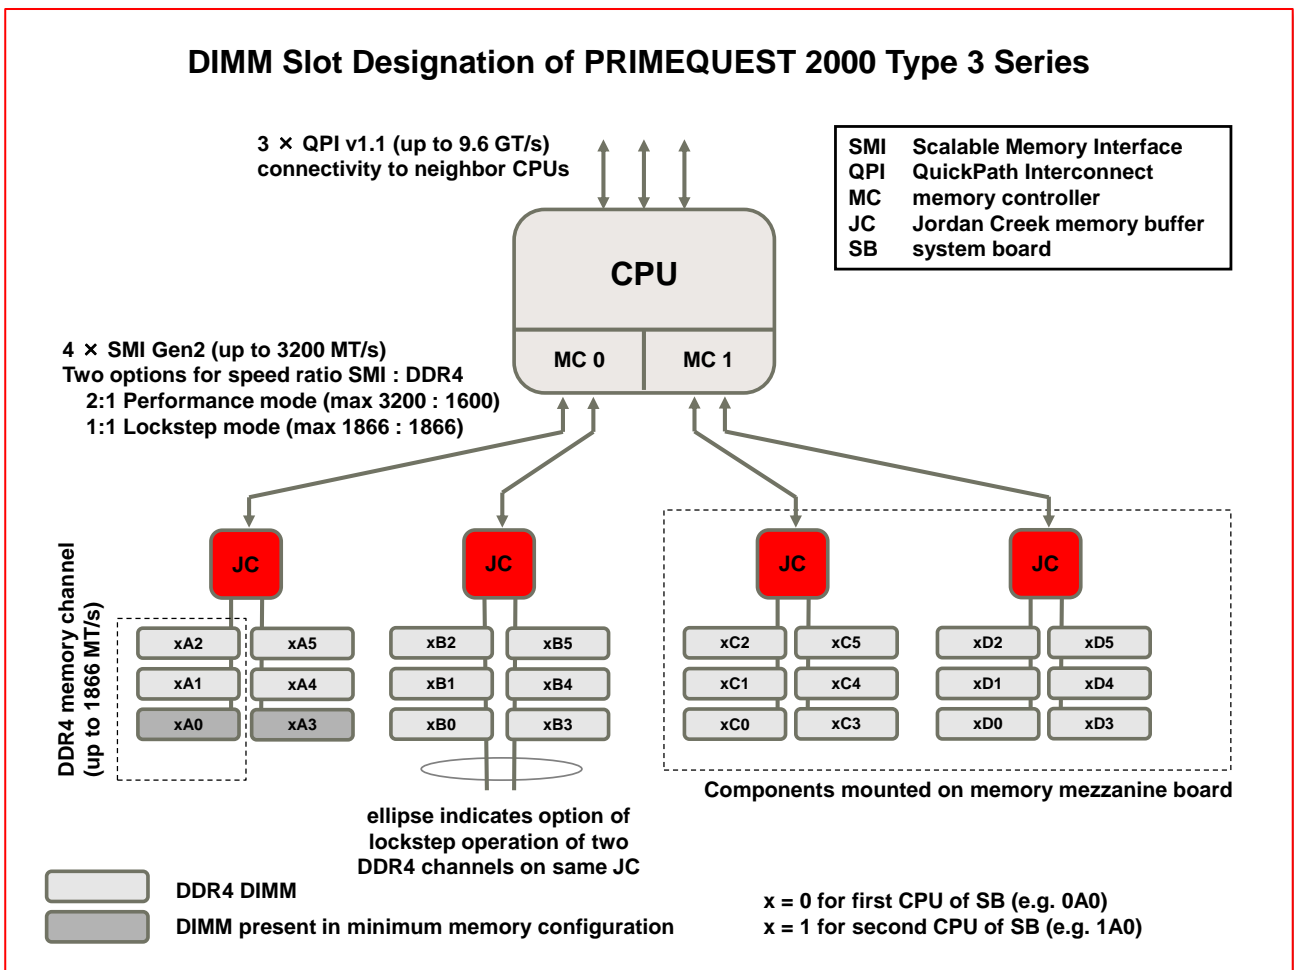 DIMM Slot Designation of PRIMEQUEST 2000 Type 3 Series
3 × QPI v1.1 (up to 9.6 GT/s)
connectivity to neighbor CPUs
SMI Scalable Memory Interface
QPI QuickPath Interconnect
MC memory controller
JC Jordan Creek memory buffer
SB system board
CPU
MC 0 MC 1
4 × SMI Gen2 (up to 3200 MT/s)
Two options for speed ratio SMI : DDR4
2:1 Performance mode (max 3200 : 1600)
1:1 Lockstep mode (max 1866 : 1866)
JC JC JC JC
DDR4 memory channel
(up to 1866 MT/s)
xA2 xA5 xB2 xB5 xC2 xC5 xD2 xD5
xA1 xA4 xB1 xB4 xC1 xC4 xD1 xD4
xA0 xA3 xB0 xB3 xC0 xC3 xD0 xD3
Components mounted on memory mezzanine board
ellipse indicates option of
lockstep operation of two
DDR4 channels on same JC
DDR4 DIMM
DIMM present in minimum memory configuration
x = 0 for first CPU of SB (e.g. 0A0)
x = 1 for second CPU of SB (e.g. 1A0)